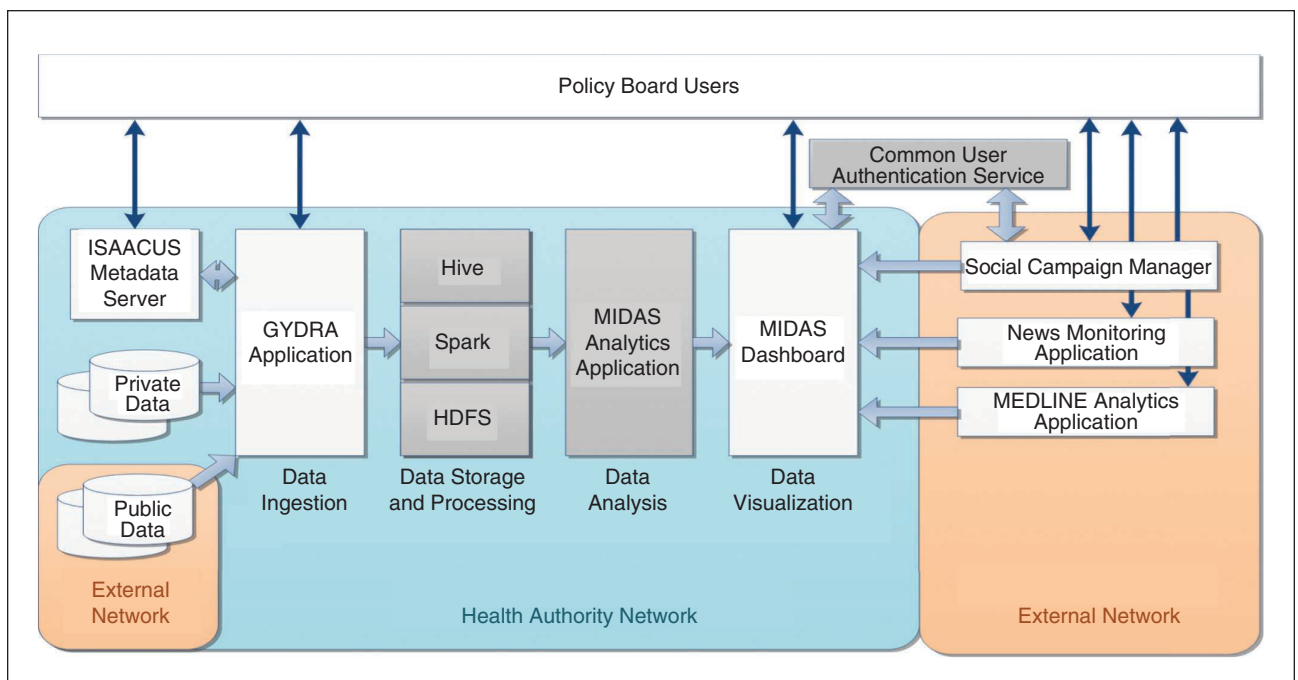 Policy Board Users
Common User
Authentication Service
ISAACUS
Metadata
Server
Private
Data
Public
Data
External
Network
GYDRA
Application
Data
Ingestion
Hive
Spark
HDFS
Data Storage
and Processing
MIDAS
Analytics
Application
Data
Analysis
MIDAS
Dashboard
Data
Visualization
Health Authority Network
Social Campaign Manager
News Monitoring
Application
MEDLINE Analytics
Application
External Network